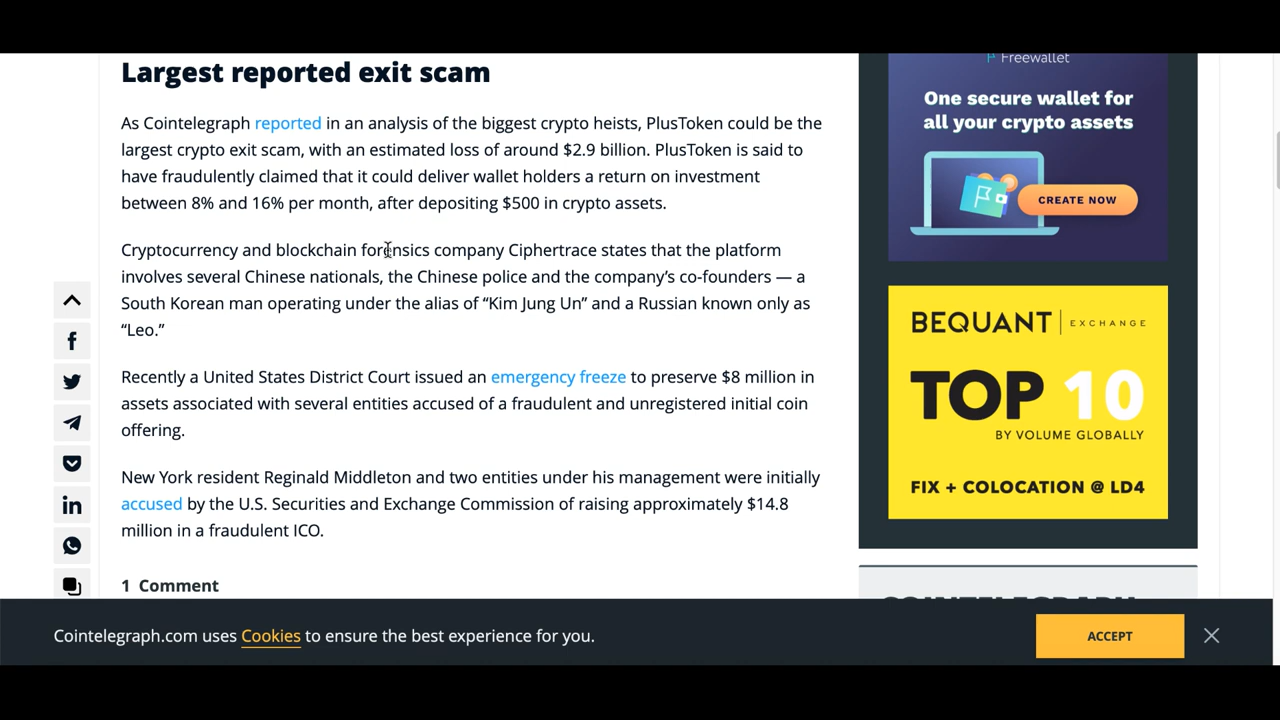 Largest reported exit scam
As Cointelegraph reported in an analysis of the biggest crypto heists, PlusToken could be the
largest crypto exit scam, with an estimated loss of around $2.9 billion. PlusToken is said to
have fraudulently claimed that it could deliver wallet holders a return on investment
between 8% and 16% per month, after depositing $500 in crypto assets.
Cryptocurrency and blockchain forensics company Ciphertrace states that the platform
involves several Chinese nationals, the Chinese police and the company’s co-founders — a
South Korean man operating under the alias of “Kim Jung Un” and a Russian known only as
“Leo.”
Recently a United States District Court issued an emergency freeze to preserve $8 million in
assets associated with several entities accused of a fraudulent and unregistered initial coin
offering.
New York resident Reginald Middleton and two entities under his management were initially
accused by the U.S. Securities and Exchange Commission of raising approximately $14.8
million in a fraudulent ICO.
1 Comment
Freewallet
One secure wallet for
all your crypto assets
CREATE NOW
BEQUANT EXCHANGE
TOP 10
BY VOLUME GLOBALLY
FIX + COLOCATION @ LD4
COINTELEGRAPH
Cointelegraph.com uses Cookies to ensure the best experience for you.
ACCEPT